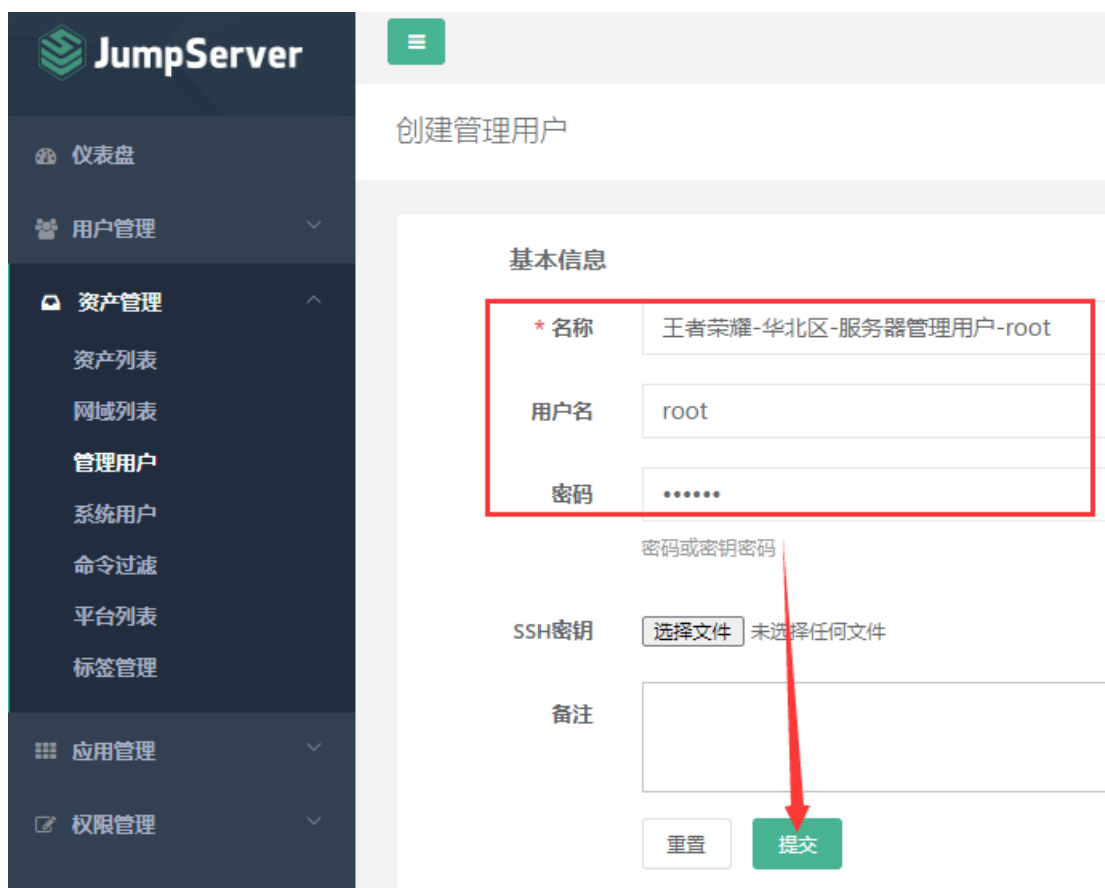 JumpServer
仪表盘
用户管理
资产管理
资产列表
网域列表
管理用户
系统用户
命令过滤
平台列表
标签管理
应用管理
权限管理
创建管理用户
基本信息
* 名称 王者荣耀-华北区-服务器管理用户-root
用户名 root
密码 ••••••
密码或密钥密码
SSH密钥 选择文件 未选择任何文件
备注
重置 提交